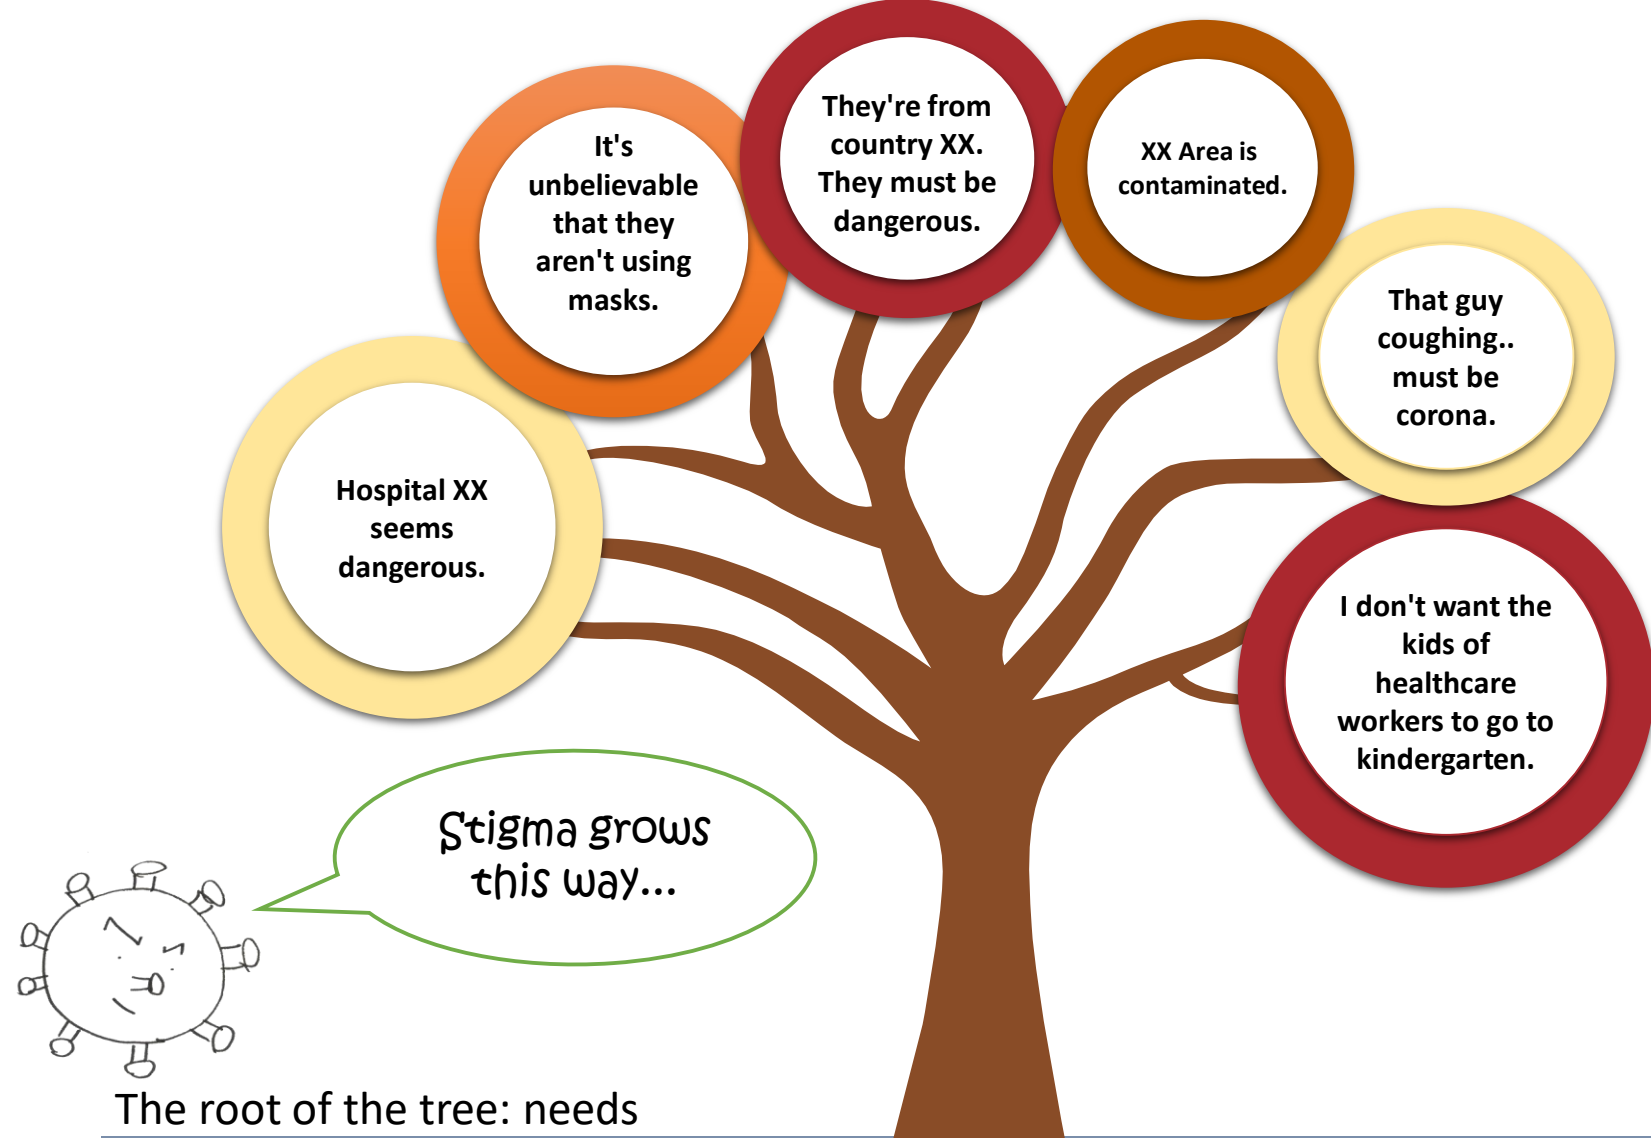 They're from
country XX.
They must be
dangerous.
It's
unbelievable
that they
aren't using
masks.
XX Area is
contaminated.
That guy
coughing..
must be
corona.
Hospital XX
seems
dangerous.
I don't want the
kids of
healthcare
workers to go to
kindergarten.
Stigma grows
this way...
The root of the tree: needs